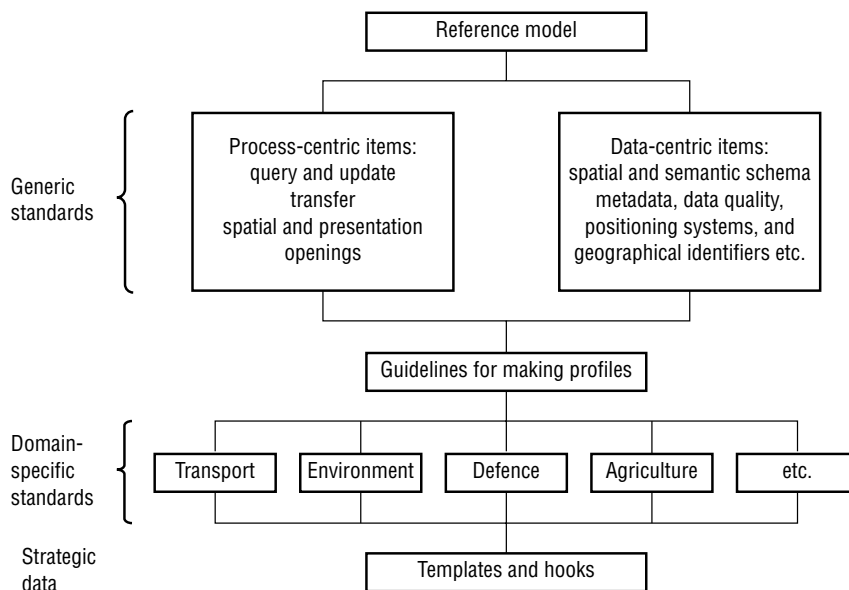 Reference model
Generic
standards
Process-centric items:
query and update
transfer
spatial and presentation
openings
Data-centric items:
spatial and semantic schema
metadata, data quality,
positioning systems, and
geographical identifiers etc.
Guidelines for making profiles
Domain-
specific
standards
Transport
Environment
Defence
Agriculture
etc.
Strategic
data
Templates and hooks